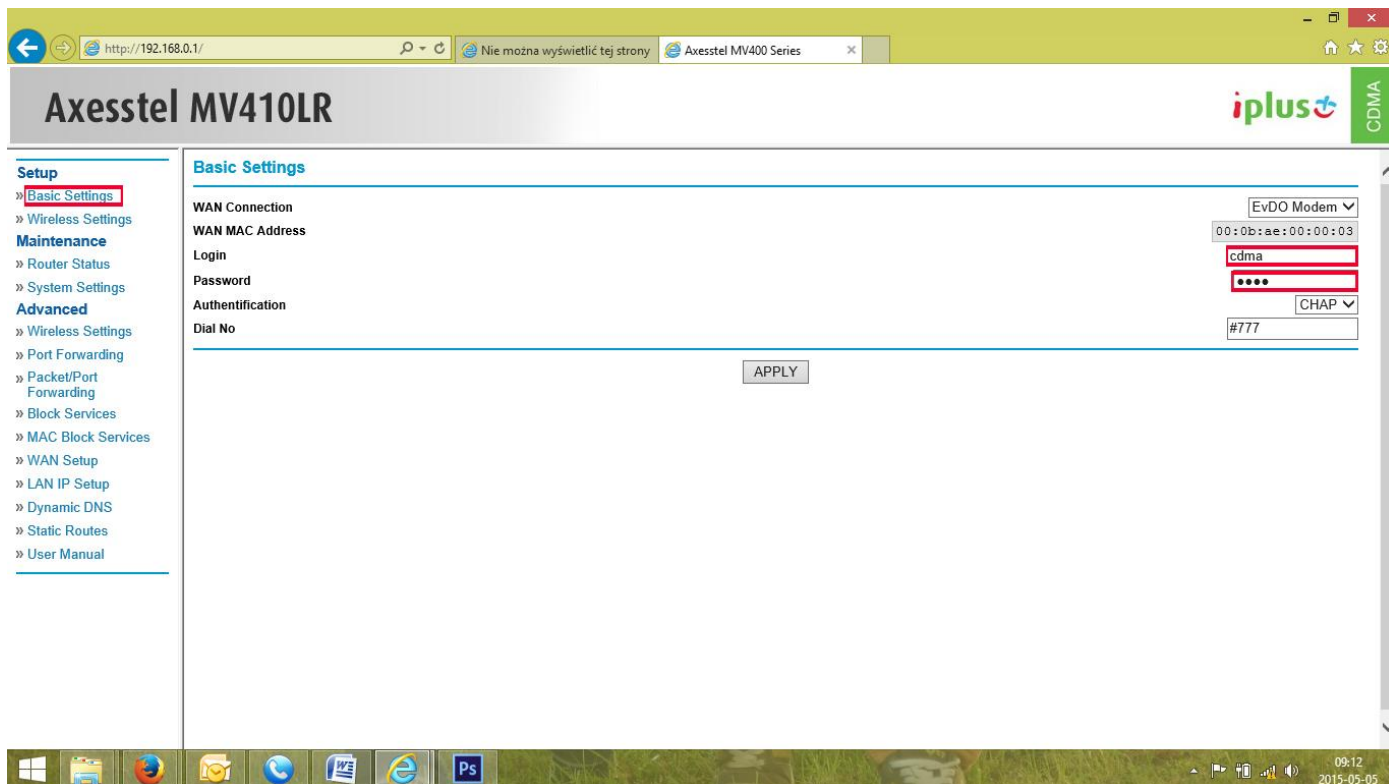 http://192.168.0.1/
Nie można wyświetlić tej strony
Axesstel MV400 Series
Axesstel MV410LR
iplus
CDMA
Setup
» Basic Settings
» Wireless Settings
Maintenance
» Router Status
» System Settings
Advanced
» Wireless Settings
» Port Forwarding
» Packet/Port
Forwarding
» Block Services
» MAC Block Services
» WAN Setup
» LAN IP Setup
» Dynamic DNS
» Static Routes
» User Manual
Basic Settings
WAN Connection EvDO Modem
WAN MAC Address 00:0b:ae:00:00:03
Login cdma
Password ••••
Authentification CHAP
Dial No #777
APPLY
Ps
09:12
2015-05-05